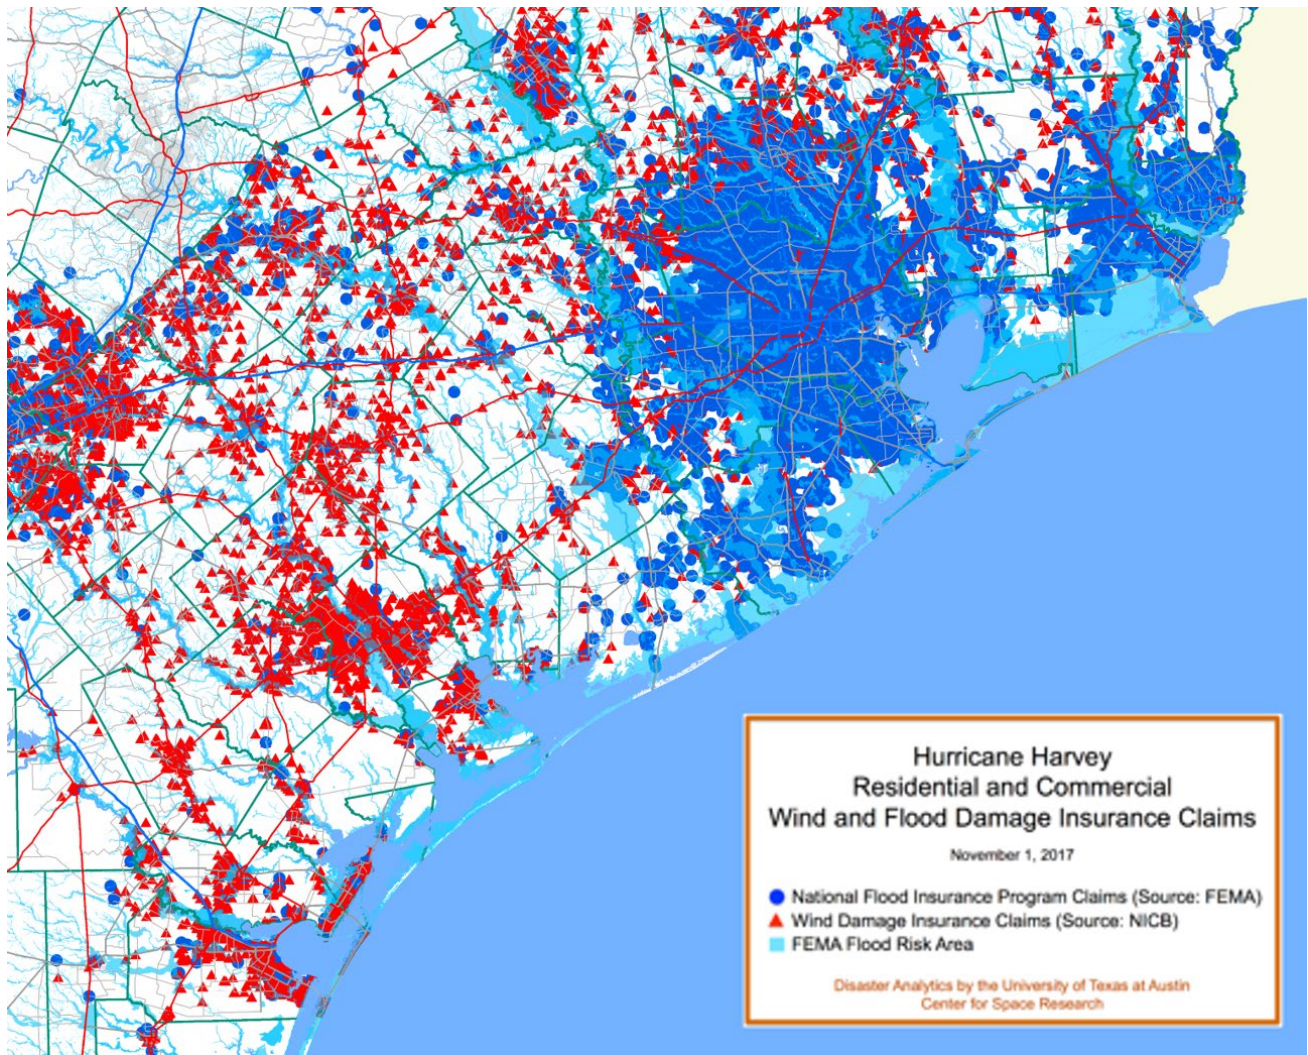 Hurricane Harvey
Residential and Commercial
Wind and Flood Damage Insurance Claims
November 1, 2017
National Flood Insurance Program Claims (Source: FEMA)
Wind Damage Insurance Claims (Source: NICB)
FEMA Flood Risk Area
Disaster Analytics by the University of Texas at Austin
Center for Space Research